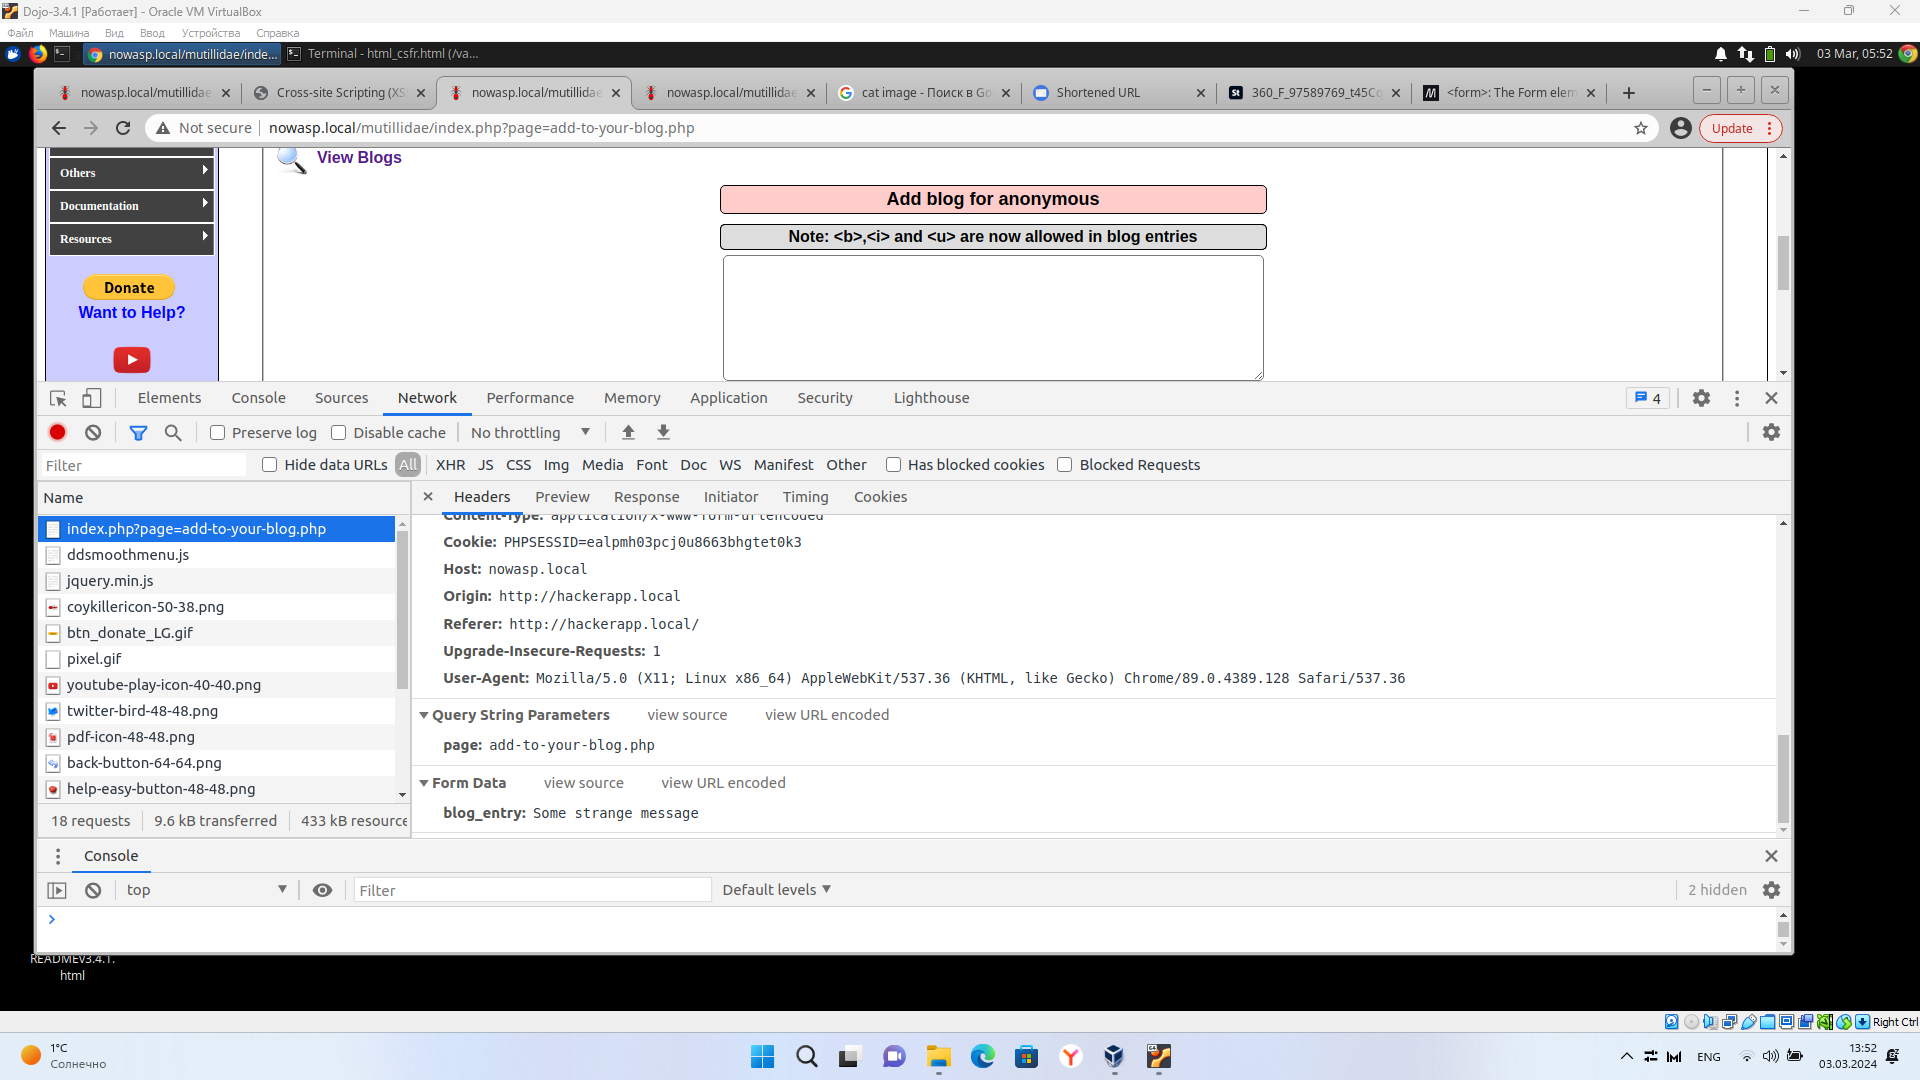 Dojo-3.4.1 [Работает] - Oracle VM VirtualBox
Файл Машина Вид Ввод Устройства Справка
nowasp.local/mutillidae/inde... Terminal - html_csfr.html (/va... 03 Mar, 05:52
nowasp.local/mutillidae Cross-site Scripting (XS nowasp.local/mutillidae nowasp.local/mutillidae cat image - Поиск в Go Shortened URL 360_F_97589769_t45Cq <form>: The Form elem
Not secure nowasp.local/mutillidae/index.php?page=add-to-your-blog.php Update
View Blogs
Others
Documentation
Resources
Donate
Want to Help?
Add blog for anonymous
Note: <b>,<i> and <u> are now allowed in blog entries
Elements Console Sources Network Performance Memory Application Security Lighthouse 4
Preserve log Disable cache No throttling
Filter Hide data URLs All XHR JS CSS Img Media Font Doc WS Manifest Other Has blocked cookies Blocked Requests
Name
index.php?page=add-to-your-blog.php
ddsmoothmenu.js
jquery.min.js
coykillericon-50-38.png
btn_donate_LG.gif
pixel.gif
youtube-play-icon-40-40.png
twitter-bird-48-48.png
pdf-icon-48-48.png
back-button-64-64.png
help-easy-button-48-48.png
18 requests 9.6 kB transferred 433 kB resource
Headers Preview Response Initiator Timing Cookies
Content-Type: application/x-www-form-urlencoded
Cookie: PHPSESSID=ealpmh03pcj0u8663bhgtet0k3
Host: nowasp.local
Origin: http://hackerapp.local
Referer: http://hackerapp.local/
Upgrade-Insecure-Requests: 1
User-Agent: Mozilla/5.0 (X11; Linux x86_64) AppleWebKit/537.36 (KHTML, like Gecko) Chrome/89.0.4389.128 Safari/537.36
Query String Parameters view source view URL encoded
page: add-to-your-blog.php
Form Data view source view URL encoded
blog_entry: Some strange message
Console
top Filter Default levels 2 hidden
READMEv3.4.1.
html
Right Ctrl
1°C
Солнечно
ENG
13:52
03.03.2024